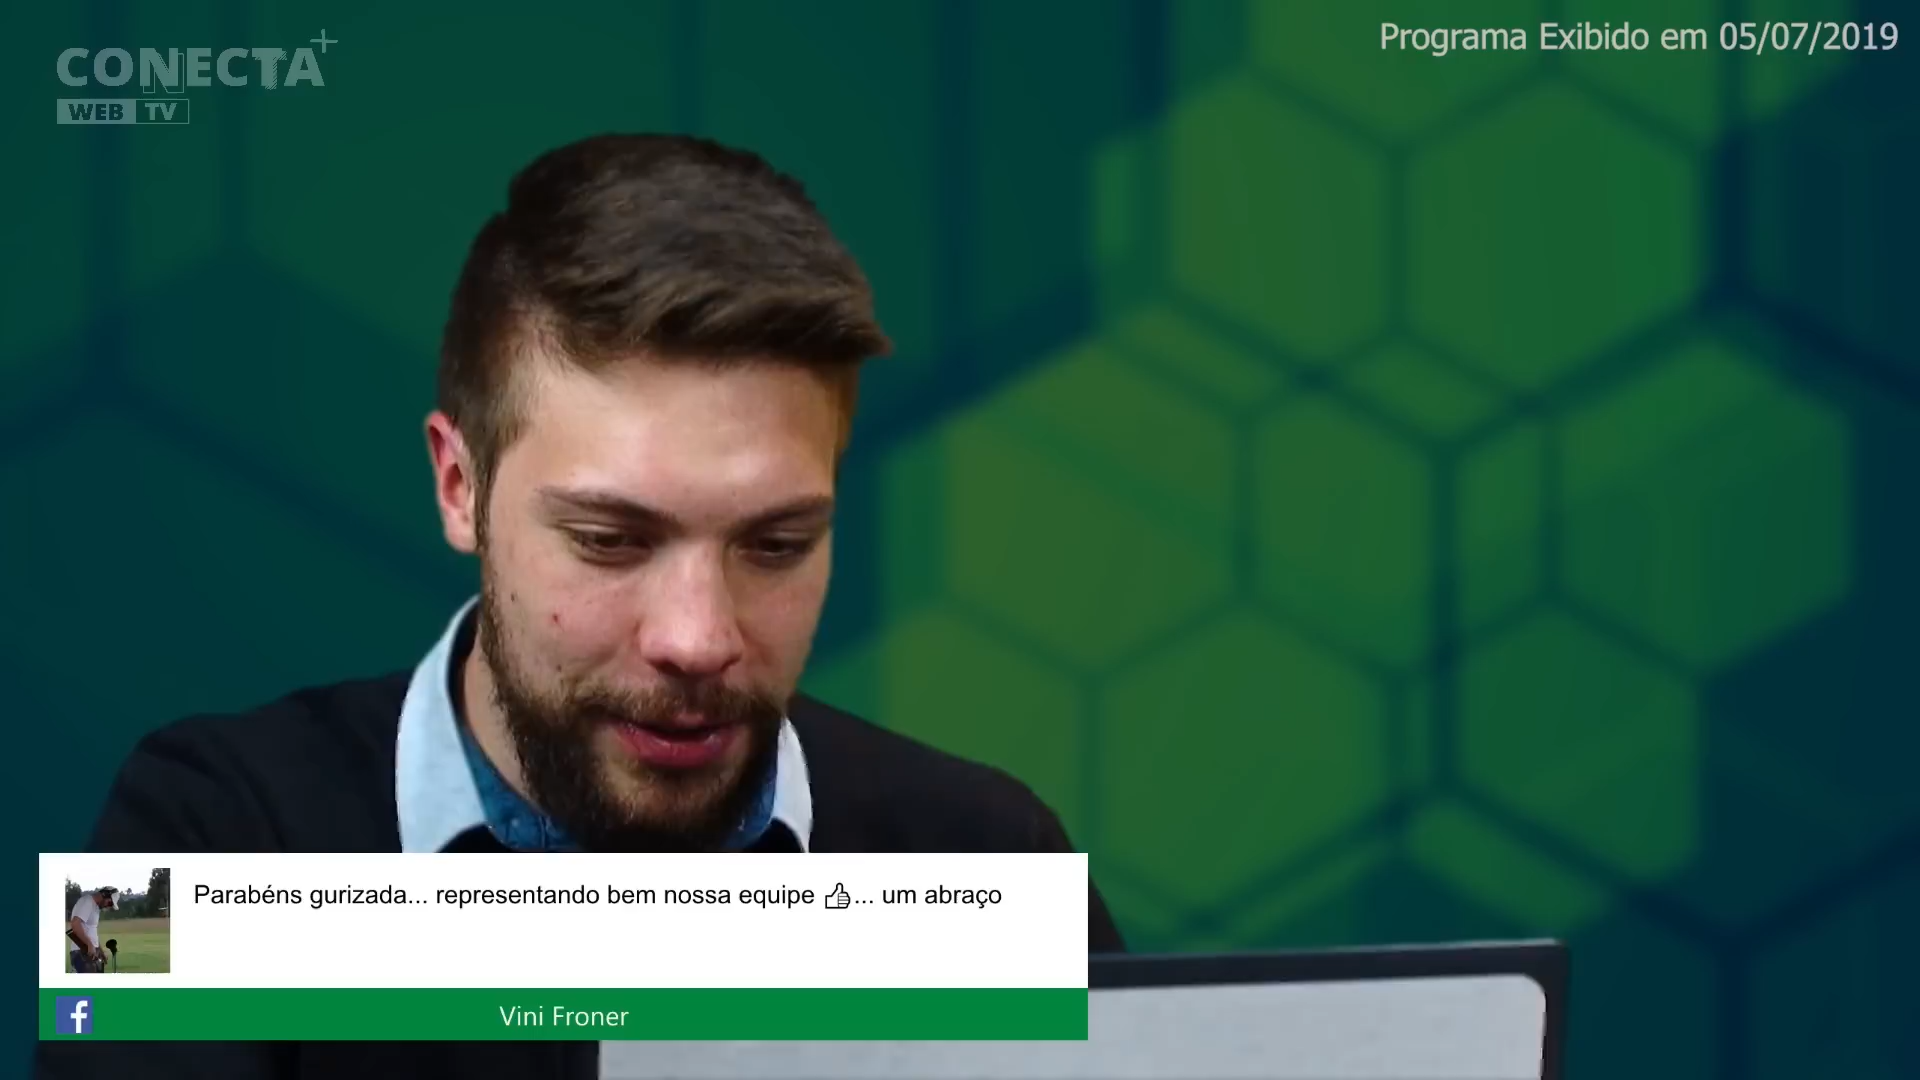 CONECTA+
WEB TV
Programa Exibido em 05/07/2019
Parabéns gurizada... representando bem nossa equipe 👍... um abraço
f
Vini Froner